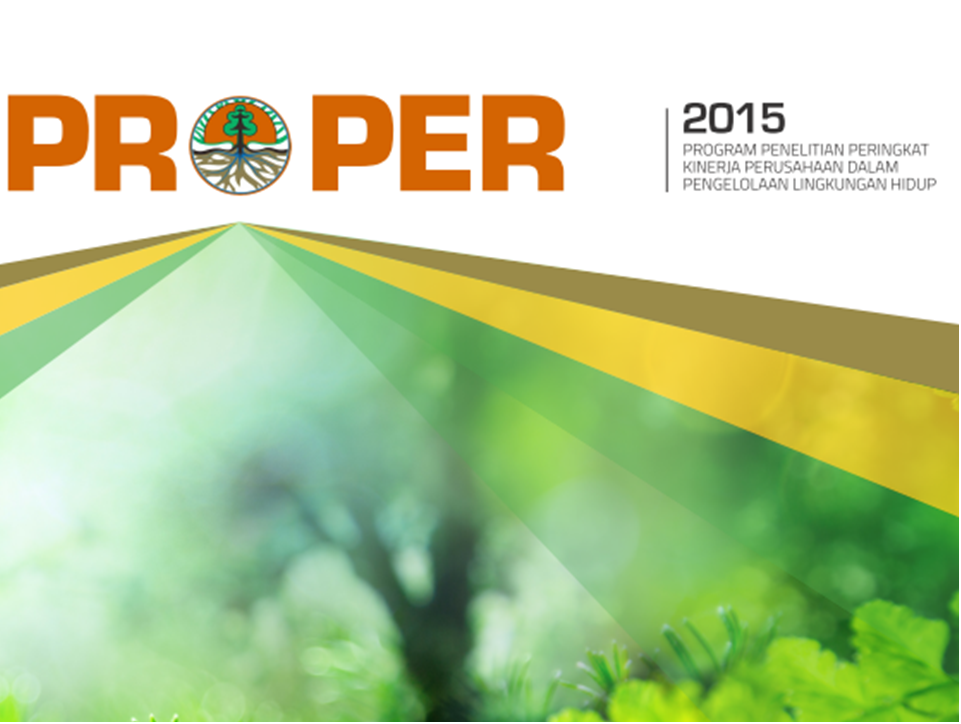 PROPER
2015
PROGRAM PENELITIAN PERINGKAT
KINERJA PERUSAHAAN DALAM
PENGELOLAAN LINGKUNGAN HIDUP